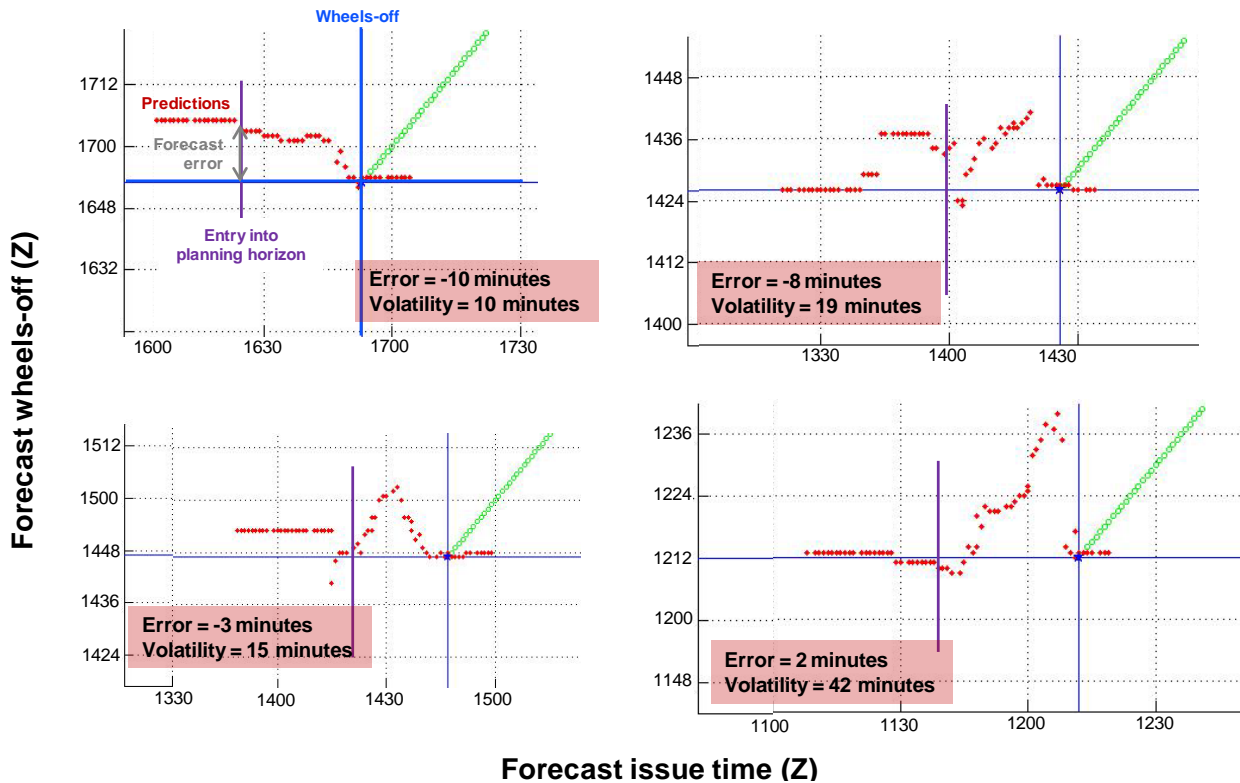 Wheels-off
1712
1700
1648
1632
Predictions
Forecast
error
Entry into
planning horizon
Error = -10 minutes
Volatility = 10 minutes
1600
1630
1700
1730
1448
1436
1424
1412
1400
Error = -8 minutes
Volatility = 19 minutes
1330
1400
1430
Forecast wheels-off (Z)
1512
1500
1448
1436
1424
Error = -3 minutes
Volatility = 15 minutes
1330
1400
1430
1500
1236
1224
1212
1200
1148
Error = 2 minutes
Volatility = 42 minutes
1100
1130
1200
1230
Forecast issue time (Z)